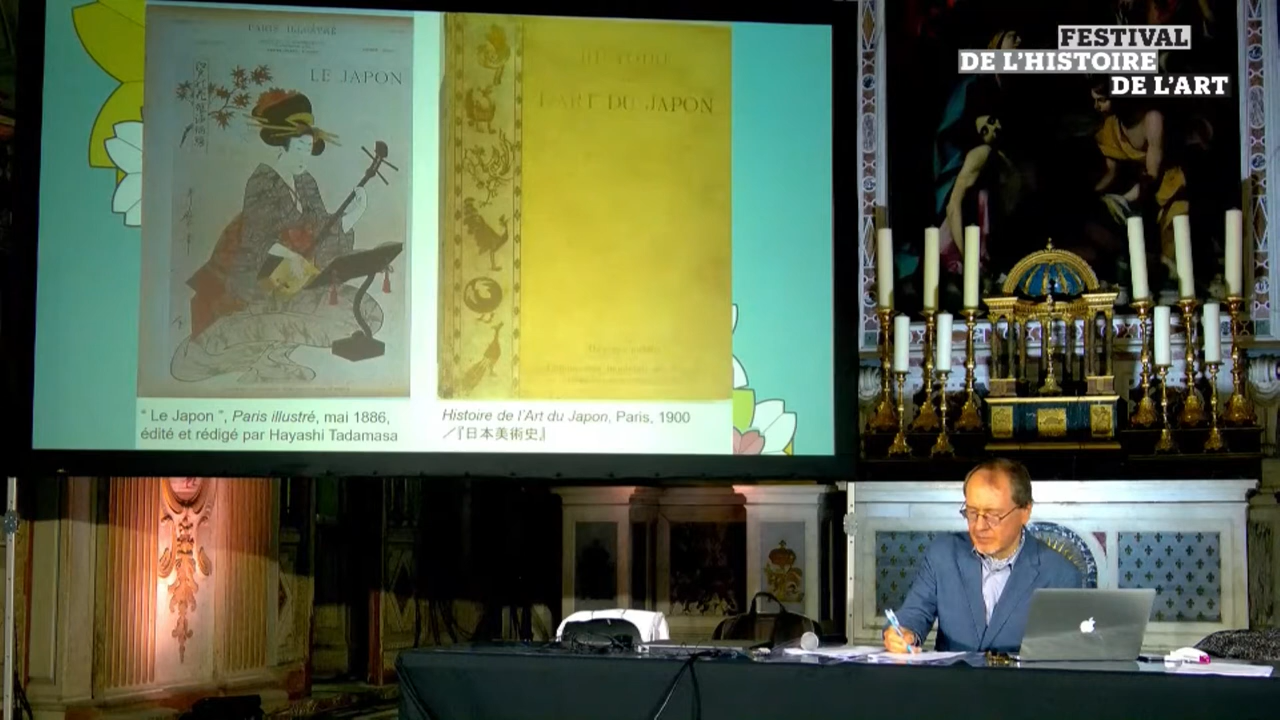 FESTIVAL
DE L'HISTOIRE
DE L'ART
PARIS ILLUSTRÉ
LE JAPON
HISTOIRE
L'ART DU JAPON
“ Le Japon ”, Paris illustré, mai 1886,
édité et rédigé par Hayashi Tadamasa
Histoire de l'Art du Japon, Paris, 1900
／『日本美術史』